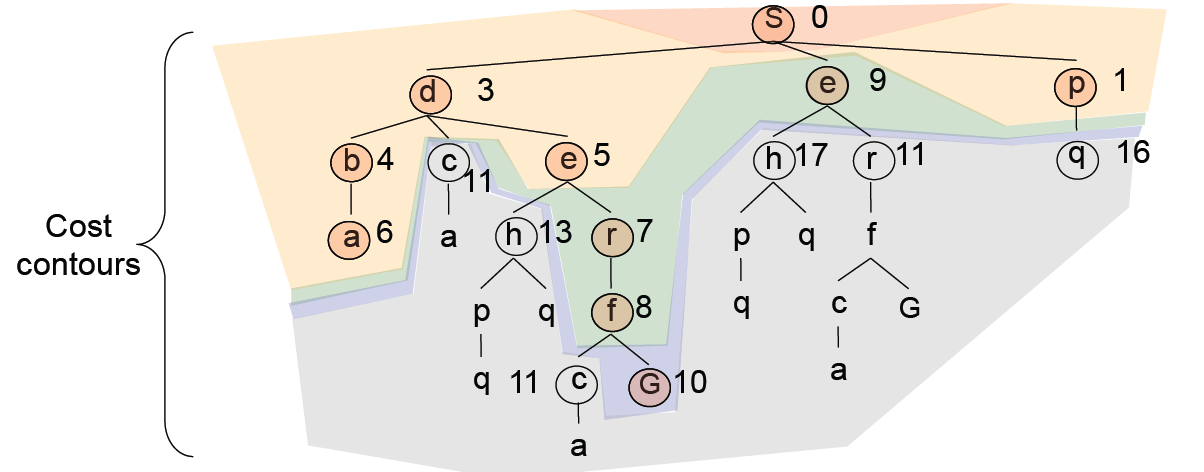 S 0
d 3
e 9
p 1
b 4
c 11
e 5
h 17
r 11
q 16
a 6
a
h 13
r 7
p
q
f
Cost
contours
p
q
f 8
q
c
G
q
11 c
G 10
a
a